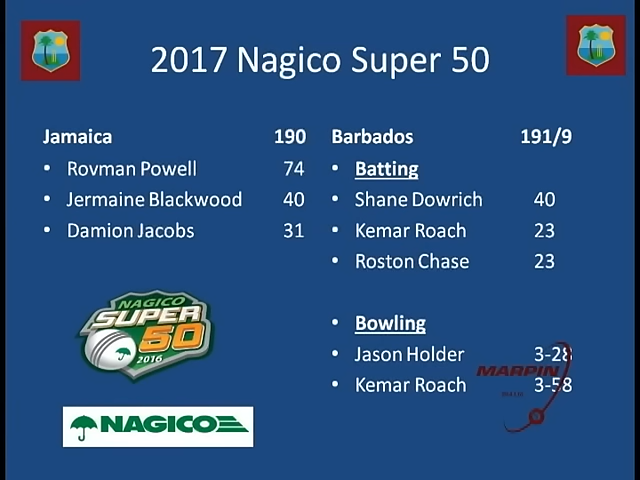 2017 Nagico Super 50
Jamaica 190
• Rovman Powell 74
• Jermaine Blackwood 40
• Damion Jacobs 31
Barbados 191/9
• Batting
• Shane Dowrich 40
• Kemar Roach 23
• Roston Chase 23
• Bowling
• Jason Holder 3-28
• Kemar Roach 3-58
NAGICO
SUPER
50
2016
NAGICO
MARPIN